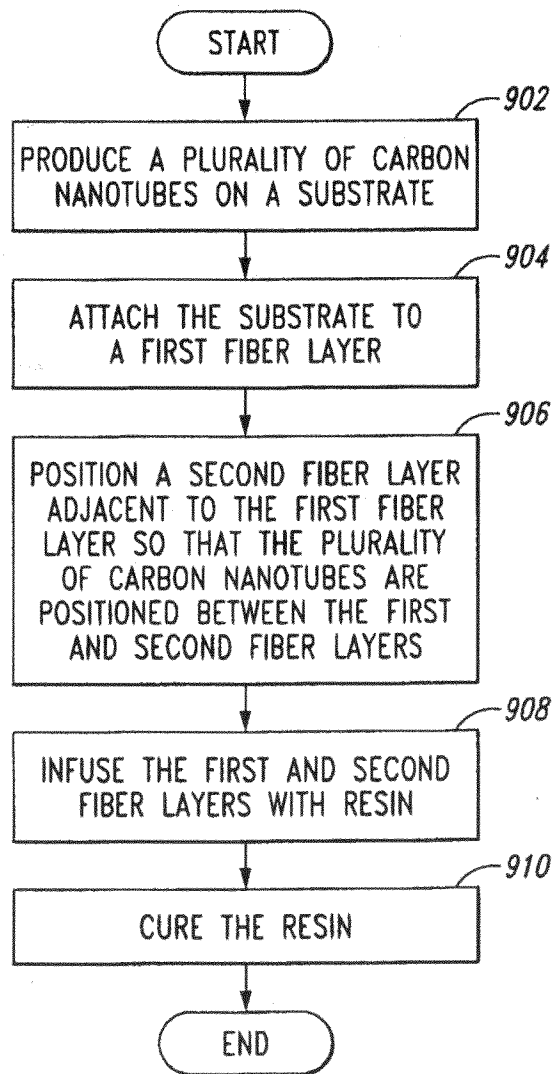 START
902
PRODUCE A PLURALITY OF CARBON
NANOTUBES ON A SUBSTRATE
904
ATTACH THE SUBSTRATE TO
A FIRST FIBER LAYER
906
POSITION A SECOND FIBER LAYER
ADJACENT TO THE FIRST FIBER
LAYER SO THAT THE PLURALITY
OF CARBON NANOTUBES ARE
POSITIONED BETWEEN THE FIRST
AND SECOND FIBER LAYERS
908
INFUSE THE FIRST AND SECOND
FIBER LAYERS WITH RESIN
910
CURE THE RESIN
END